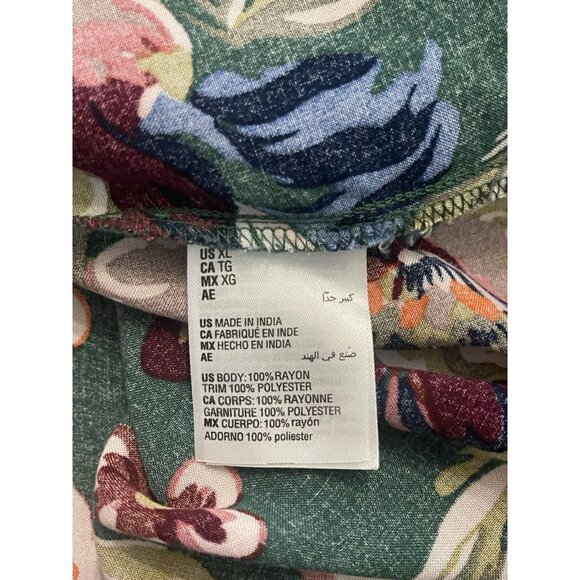 US XL
CA TG
MX XG
AE كبير جدًا
US MADE IN INDIA
CA FABRIQUÉ EN INDE
MX HECHO EN INDIA
AE صُنع في الهند
US BODY: 100% RAYON
TRIM 100% POLYESTER
CA CORPS: 100% RAYONNE
GARNITURE 100% POLYESTER
MX CUERPO: 100% rayón
ADORNO 100% poliester